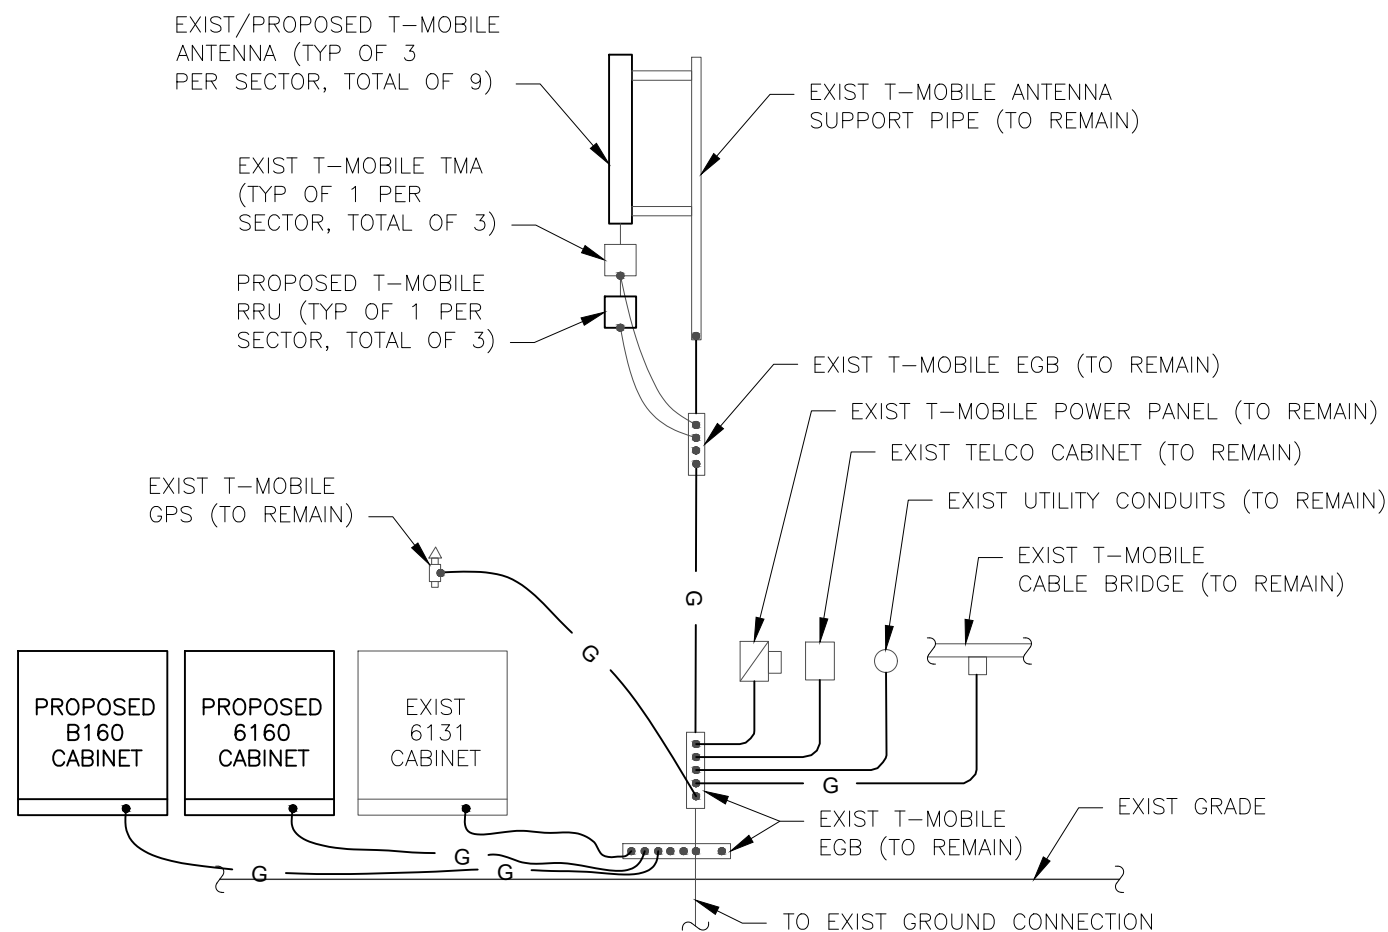 EXIST/PROPOSED T-MOBILE
ANTENNA (TYP OF 3
PER SECTOR, TOTAL OF 9)
EXIST T-MOBILE ANTENNA
SUPPORT PIPE (TO REMAIN)
EXIST T-MOBILE TMA
(TYP OF 1 PER
SECTOR, TOTAL OF 3)
PROPOSED T-MOBILE
RRU (TYP OF 1 PER
SECTOR, TOTAL OF 3)
EXIST T-MOBILE EGB (TO REMAIN)
EXIST T-MOBILE POWER PANEL (TO REMAIN)
EXIST TELCO CABINET (TO REMAIN)
EXIST T-MOBILE
GPS (TO REMAIN)
EXIST UTILITY CONDUITS (TO REMAIN)
EXIST T-MOBILE
CABLE BRIDGE (TO REMAIN)
G
G
PROPOSED
B160
CABINET
PROPOSED
6160
CABINET
EXIST
6131
CABINET
G
EXIST T-MOBILE
EGB (TO REMAIN)
EXIST GRADE
G
G
G
TO EXIST GROUND CONNECTION